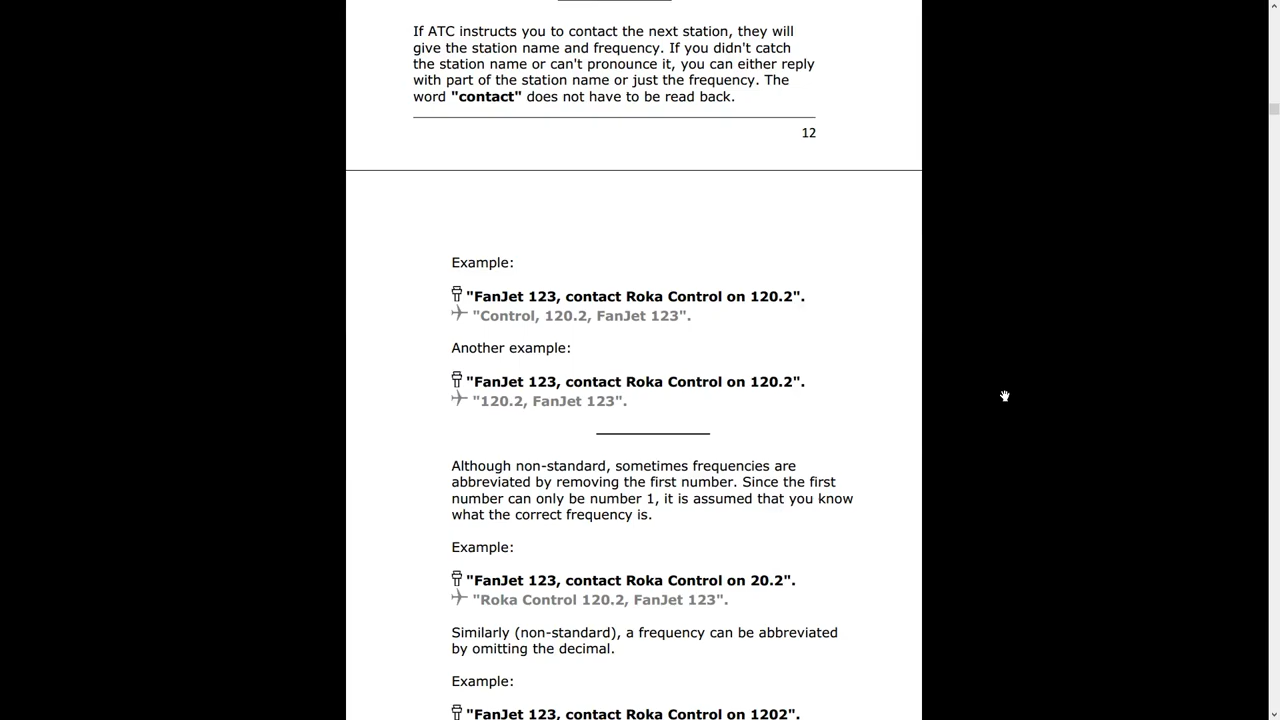 If ATC instructs you to contact the next station, they will
give the station name and frequency. If you didn't catch
the station name or can't pronounce it, you can either reply
with part of the station name or just the frequency. The
word "contact" does not have to be read back.
12
Example:
"FanJet 123, contact Roka Control on 120.2".
"Control, 120.2, FanJet 123".
Another example:
"FanJet 123, contact Roka Control on 120.2".
"120.2, FanJet 123".
Although non-standard, sometimes frequencies are
abbreviated by removing the first number. Since the first
number can only be number 1, it is assumed that you know
what the correct frequency is.
Example:
"FanJet 123, contact Roka Control on 20.2".
"Roka Control 120.2, FanJet 123".
Similarly (non-standard), a frequency can be abbreviated
by omitting the decimal.
Example:
"FanJet 123, contact Roka Control on 1202".